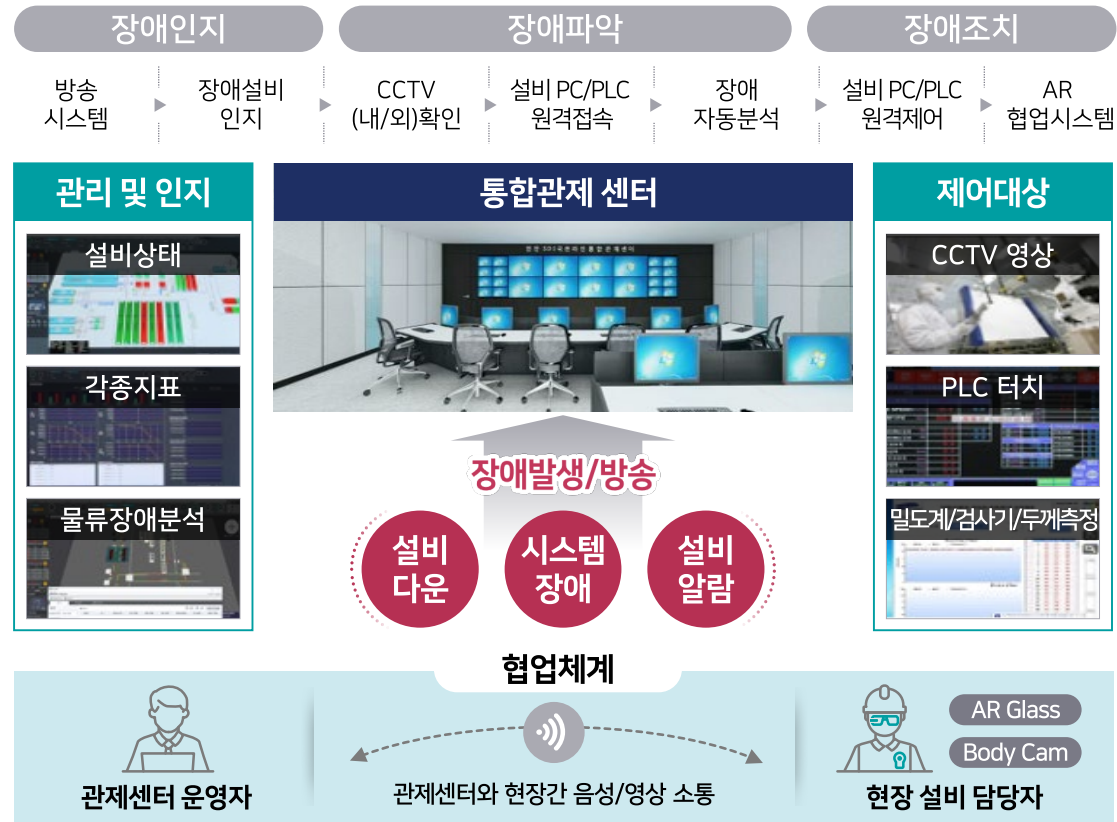 장애인지
장애파악
장애조치
방송
시스템
장애설비
인지
CCTV
(내/외)확인
설비 PC/PLC
원격접속
장애
자동분석
설비 PC/PLC
원격제어
AR
협업시스템
관리 및 인지
설비상태
각종지표
물류장애분석
통합관제 센터
장애발생/방송
설비
다운
시스템
장애
설비
알람
제어대상
CCTV 영상
PLC 터치
밀도계/검사기/두께측정
협업체계
관제센터 운영자
관제센터와 현장간 음성/영상 소통
AR Glass
Body Cam
현장 설비 담당자